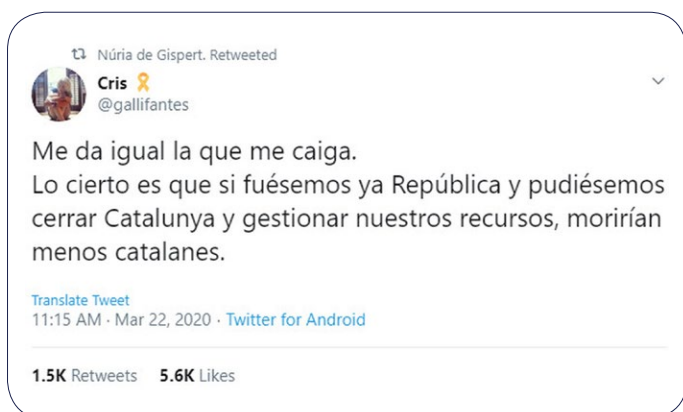 Núria de Gispert. Retweeted
Cris 🎗
@gallifantes
Me da igual la que me caiga.
Lo cierto es que si fuésemos ya República y pudiésemos
cerrar Catalunya y gestionar nuestros recursos, morirían
menos catalanes.
Translate Tweet
11:15 AM · Mar 22, 2020 · Twitter for Android
1.5K Retweets 5.6K Likes